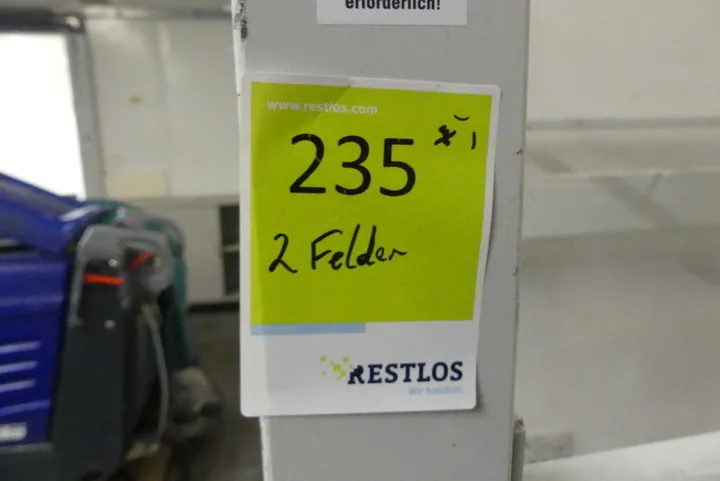 erforderlich!
www.restlos.com
235
2 Felder
RESTLOS
Wir handeln.